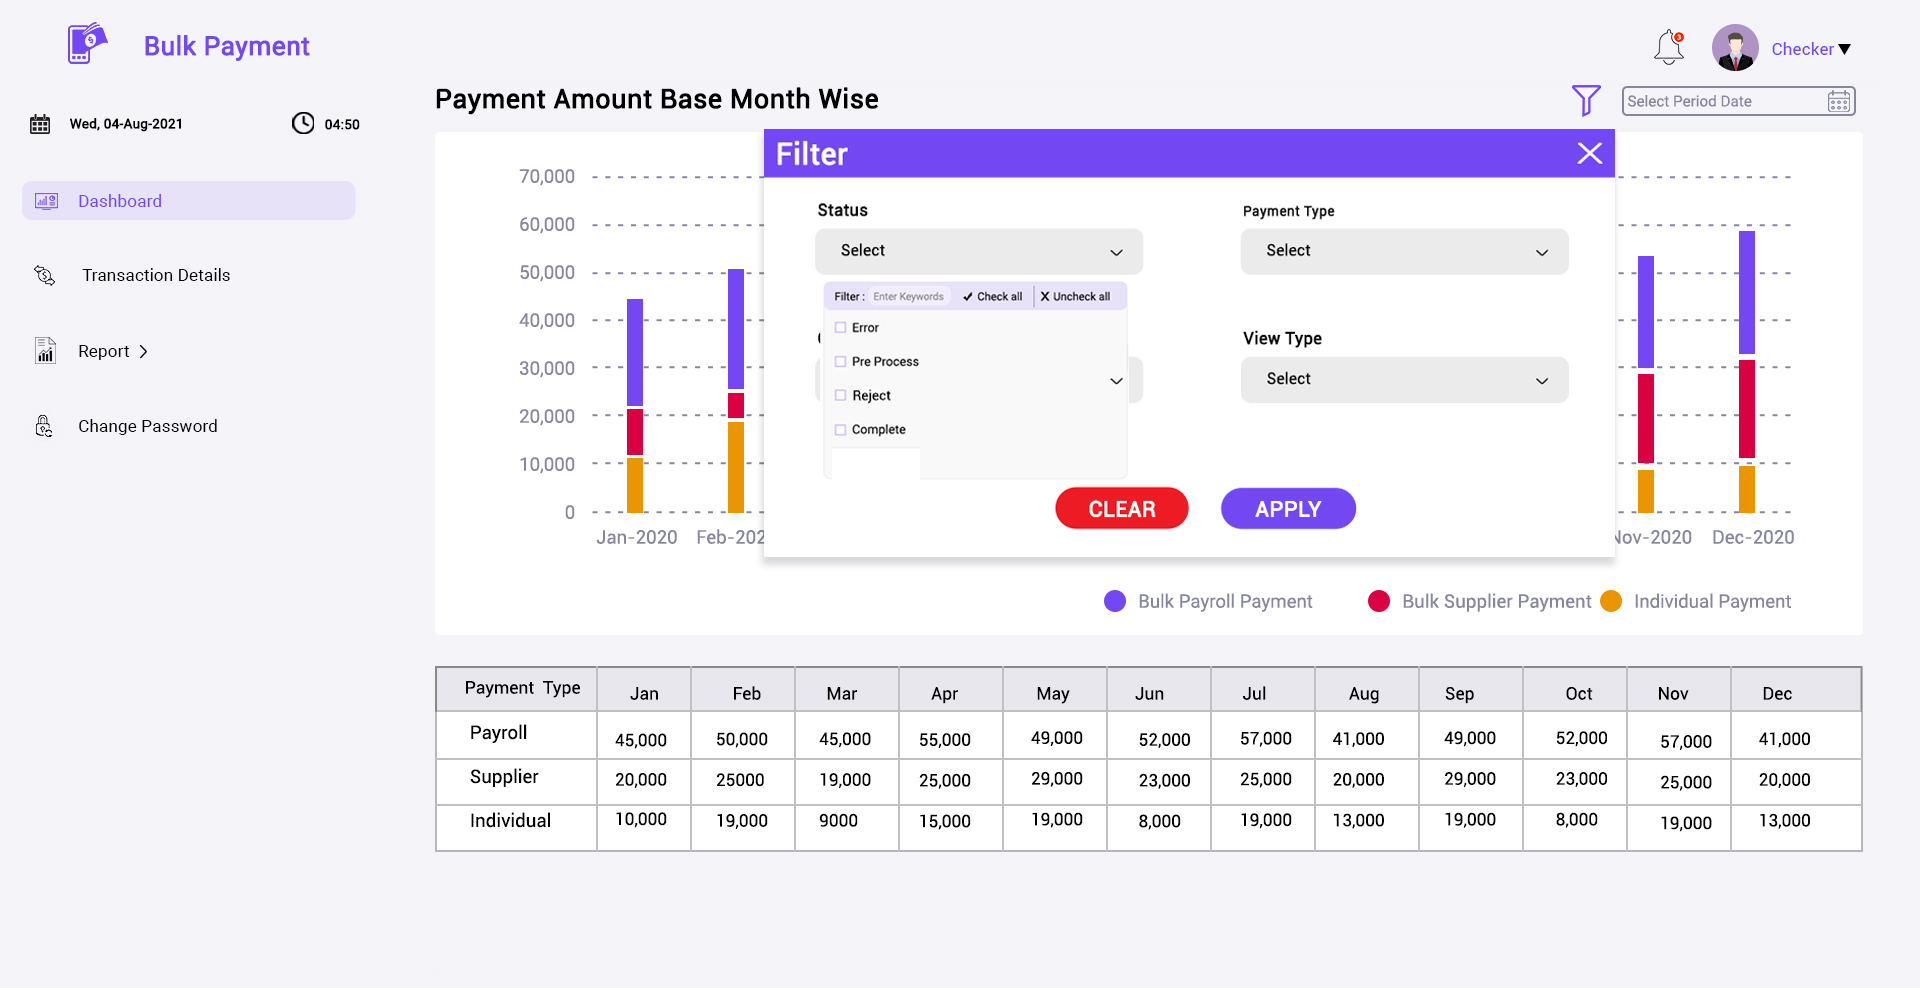 Bulk Payment
3
Checker
Wed, 04-Aug-2021
04:50
Payment Amount Base Month Wise
Select Period Date
Dashboard
Transaction Details
Report
Change Password
70,000
60,000
50,000
40,000
30,000
20,000
10,000
0
Jan-2020
Feb-202
Nov-2020
Dec-2020
Filter
Status
Select
Payment Type
Select
Filter : Enter Keywords Check all Uncheck all
Error
Pre Process
Reject
Complete
View Type
Select
CLEAR
APPLY
Bulk Payroll Payment
Bulk Supplier Payment
Individual Payment
Payment Type Jan Feb Mar Apr May Jun Jul Aug Sep Oct Nov Dec
Payroll 45,000 50,000 45,000 55,000 49,000 52,000 57,000 41,000 49,000 52,000 57,000 41,000
Supplier 20,000 25000 19,000 25,000 29,000 23,000 25,000 20,000 29,000 23,000 25,000 20,000
Individual 10,000 19,000 9000 15,000 19,000 8,000 19,000 13,000 19,000 8,000 19,000 13,000